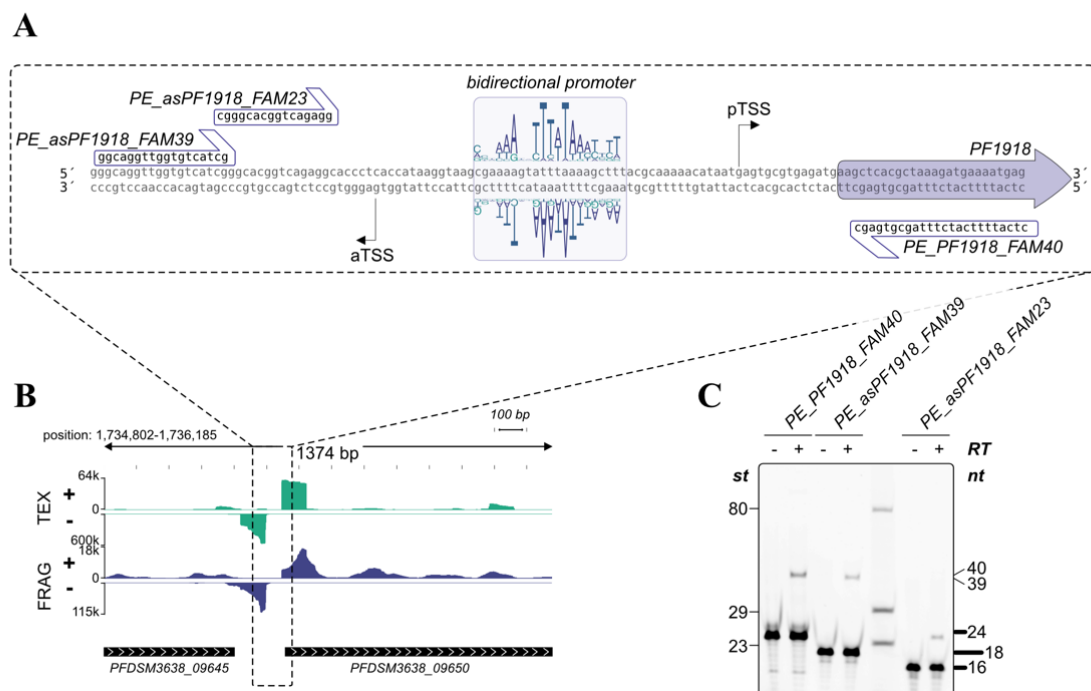 A
bidirectional promoter
PE_asPF1918_FAM23
cgggcacggtcagagg
pTSS
PE_asPF1918_FAM39
ggcaggttggtgtcatcg
PF1918
5´ gggcaggttggtgtcatcgggcacggtcagaggcaccctcaccataaggtaagcgaaaagtatttaaaagctttacgcaaaaacataatgagtgcgtgagatgaagctcacgctaaagatgaaaatgag 3´
3´ cccgtccaaccacagtagcccgtgccagtctccgtgggagtggtattccattcgcttttcataaattttcgaaatgcgtttttgtattactcacgcactctacttcgagtgcgatttctacttttactc 5´
cgagtgcgatttctacttttactc
aTSS
PE_PF1918_FAM40
B
100 bp
position: 1,734,802-1,736,185
1374 bp
TEX
64k
+
0
-
600k
FRAG
18k
+
0
-
115k
PFDSM3638_09645
PFDSM3638_09650
C
PE_PF1918_FAM40
PE_asPF1918_FAM39
PE_asPF1918_FAM23
- + - + - + RT
st
nt
80
40
39
29
24
23
18
16